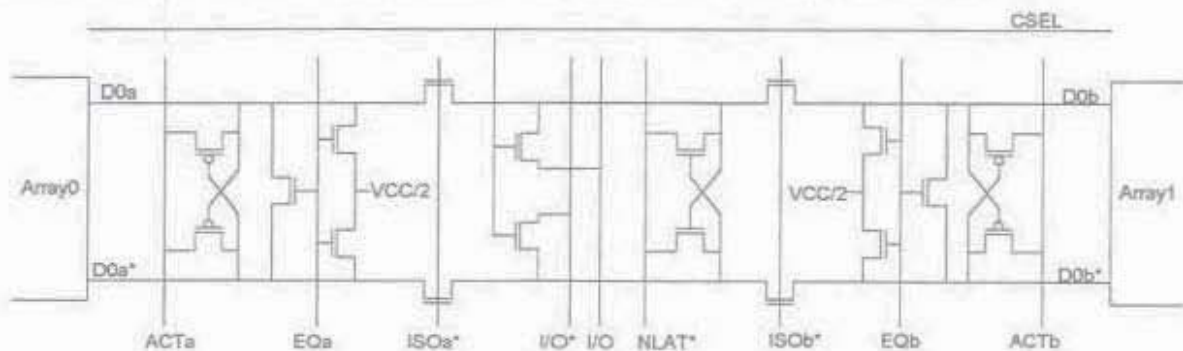 CSEL
D0a
D0b
Array0
VCC/2
VCC/2
Array1
D0a*
D0b*
ACTa
EQa
ISOa*
I/O*
I/O
NLAT*
ISOb*
EQb
ACTb